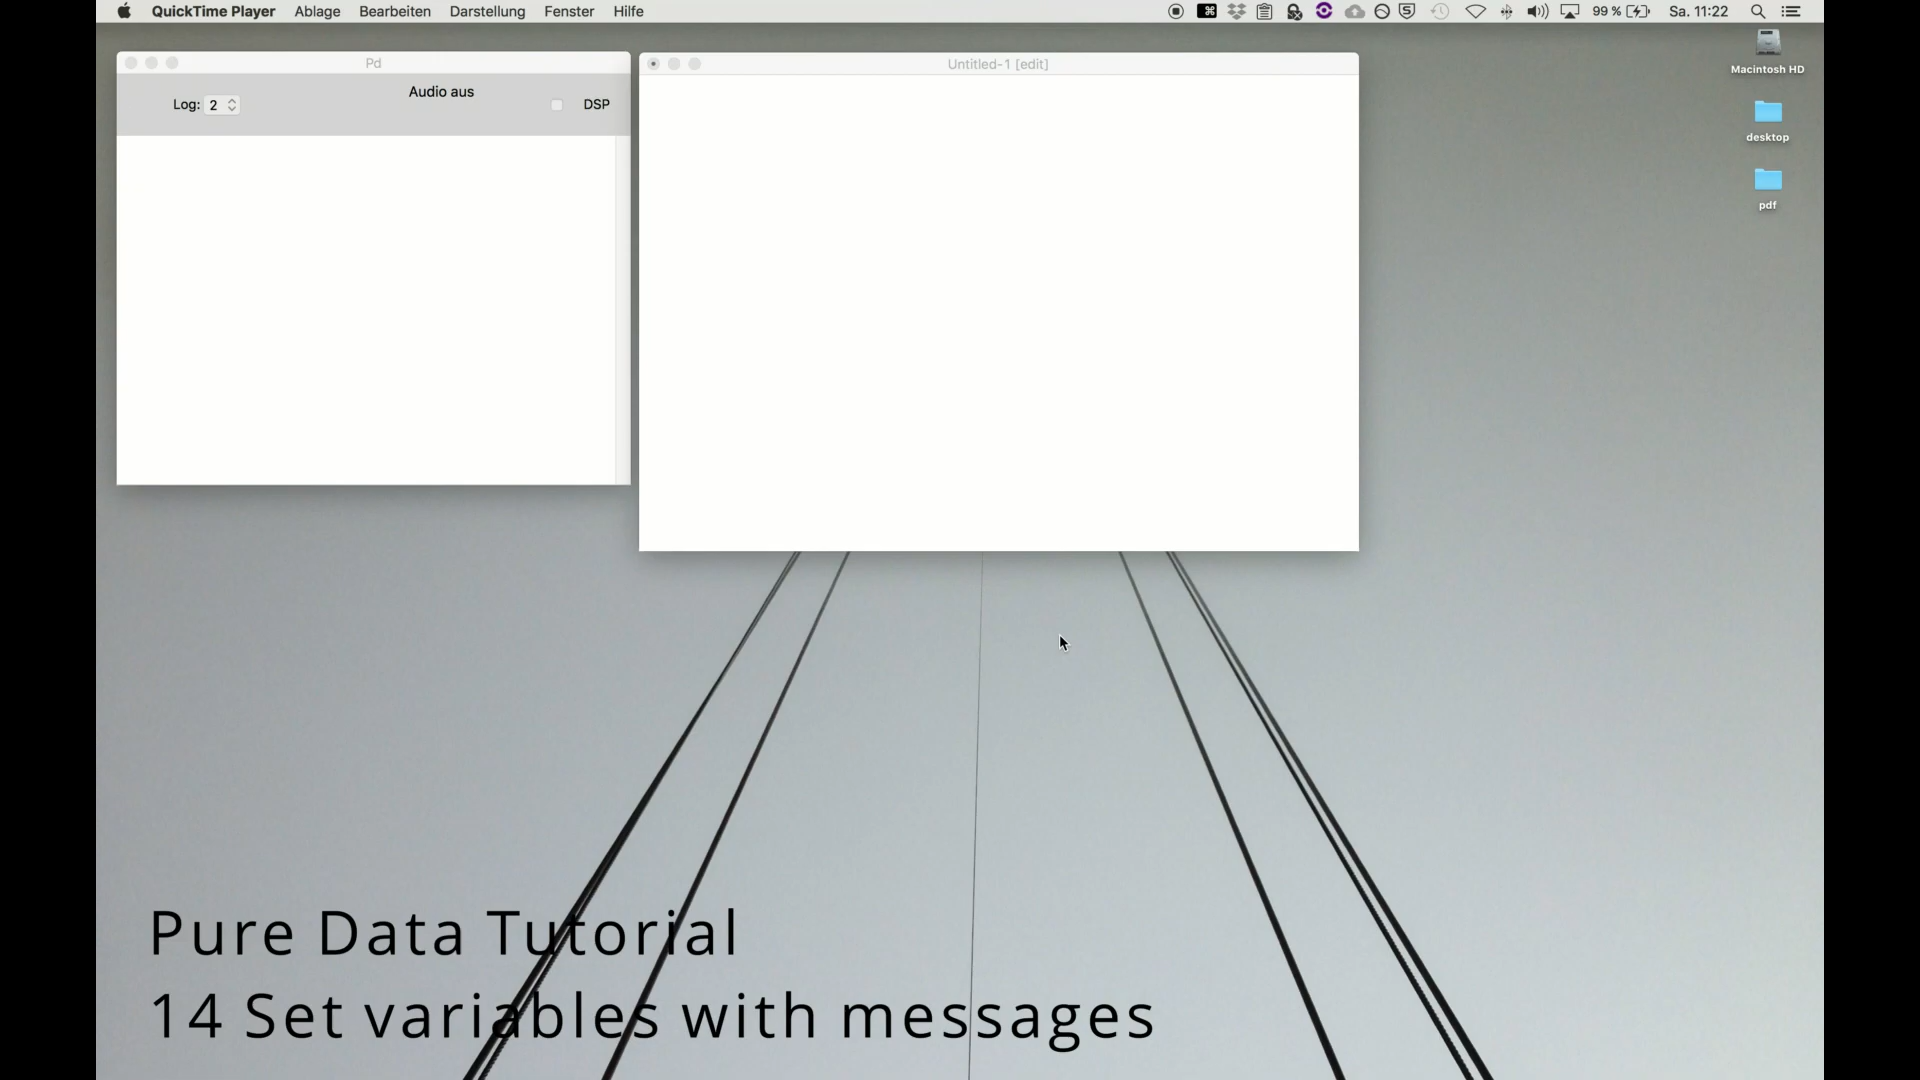 QuickTime Player Ablage Bearbeiten Darstellung Fenster Hilfe 99 % Sa. 11:22
Pd
Untitled-1 [edit]
Audio aus
Log: 2 DSP
Macintosh HD
desktop
pdf
Pure Data Tutorial
14 Set variables with messages